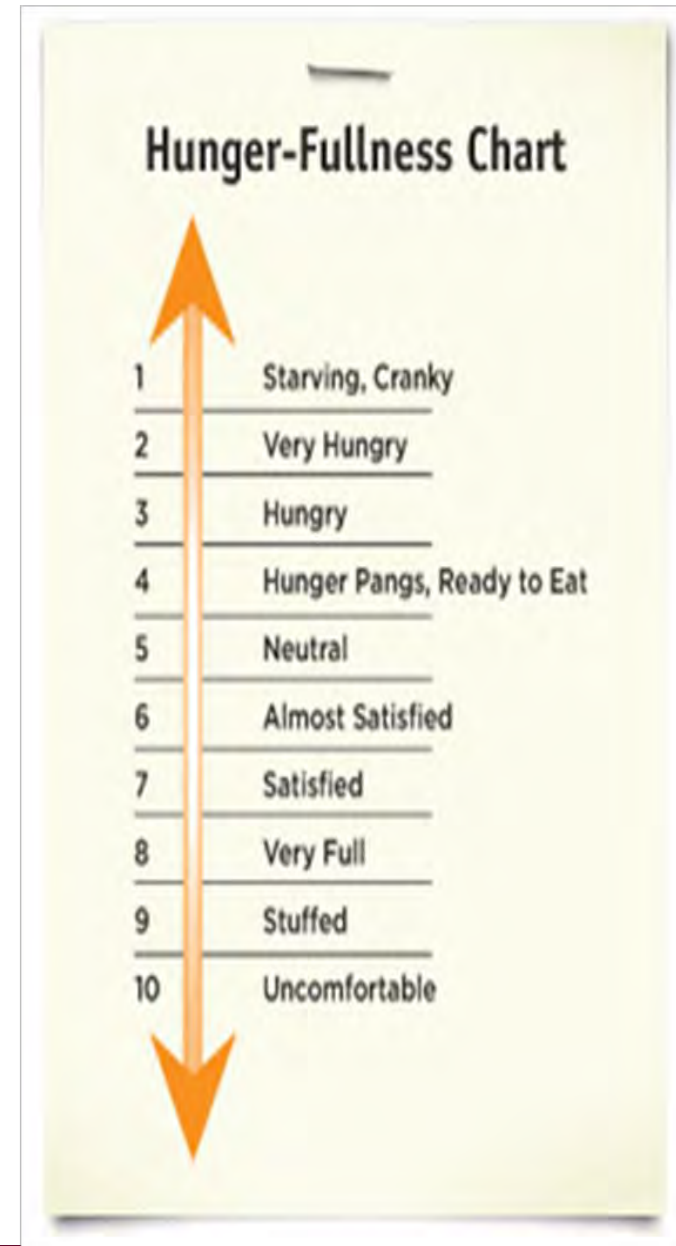 Hunger-Fullness Chart
1 Starving, Cranky
2 Very Hungry
3 Hungry
4 Hunger Pangs, Ready to Eat
5 Neutral
6 Almost Satisfied
7 Satisfied
8 Very Full
9 Stuffed
10 Uncomfortable